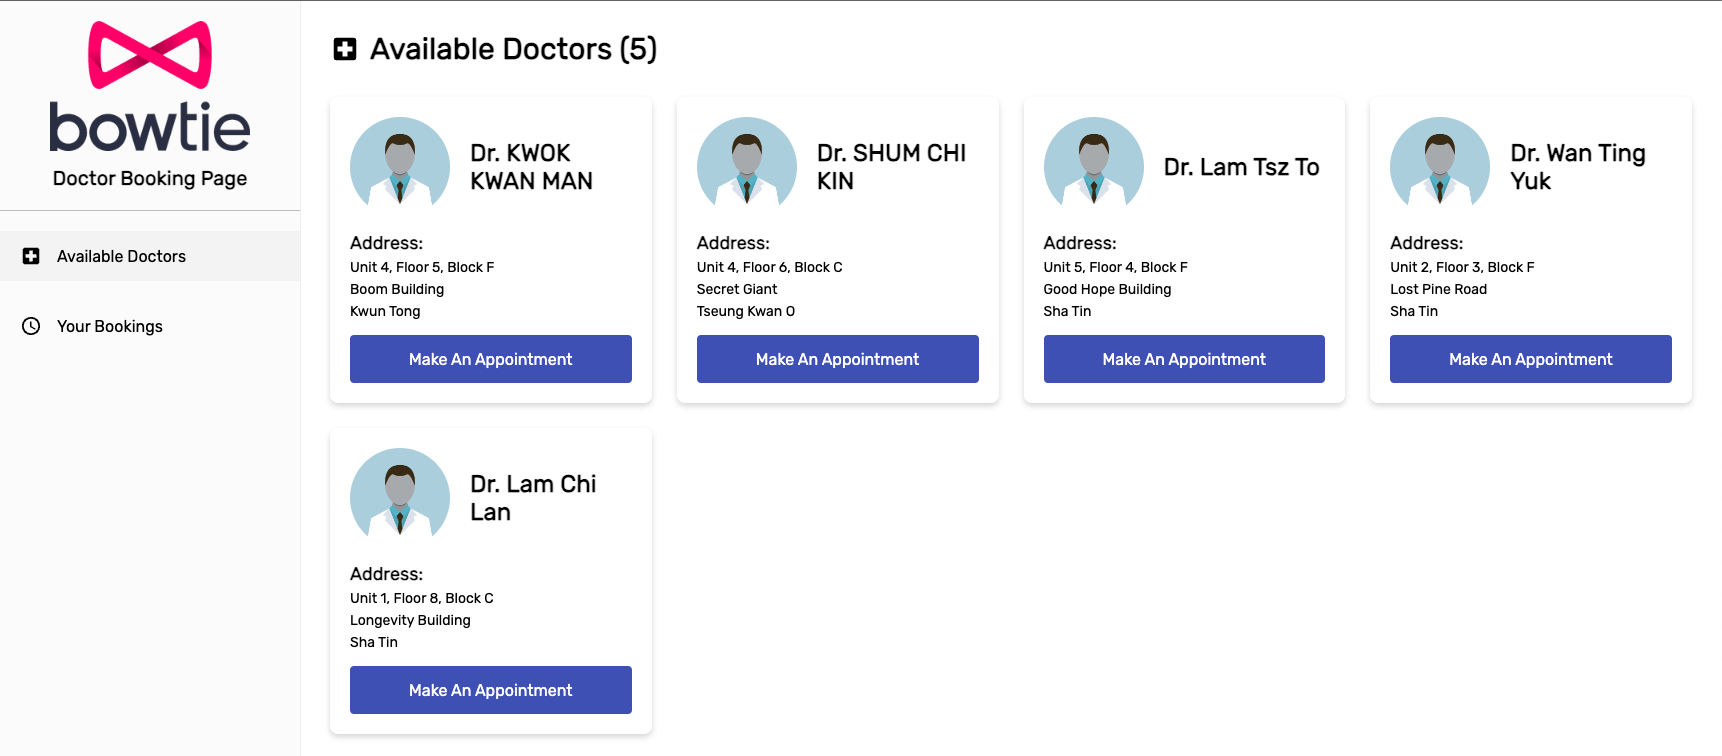 bowtie
Doctor Booking Page
Available Doctors
Your Bookings
Available Doctors (5)
Dr. KWOK
KWAN MAN
Address:
Unit 4, Floor 5, Block F
Boom Building
Kwun Tong
Make An Appointment
Dr. SHUM CHI
KIN
Address:
Unit 4, Floor 6, Block C
Secret Giant
Tseung Kwan O
Make An Appointment
Dr. Lam Tsz To
Address:
Unit 5, Floor 4, Block F
Good Hope Building
Sha Tin
Make An Appointment
Dr. Wan Ting
Yuk
Address:
Unit 2, Floor 3, Block F
Lost Pine Road
Sha Tin
Make An Appointment
Dr. Lam Chi
Lan
Address:
Unit 1, Floor 8, Block C
Longevity Building
Sha Tin
Make An Appointment